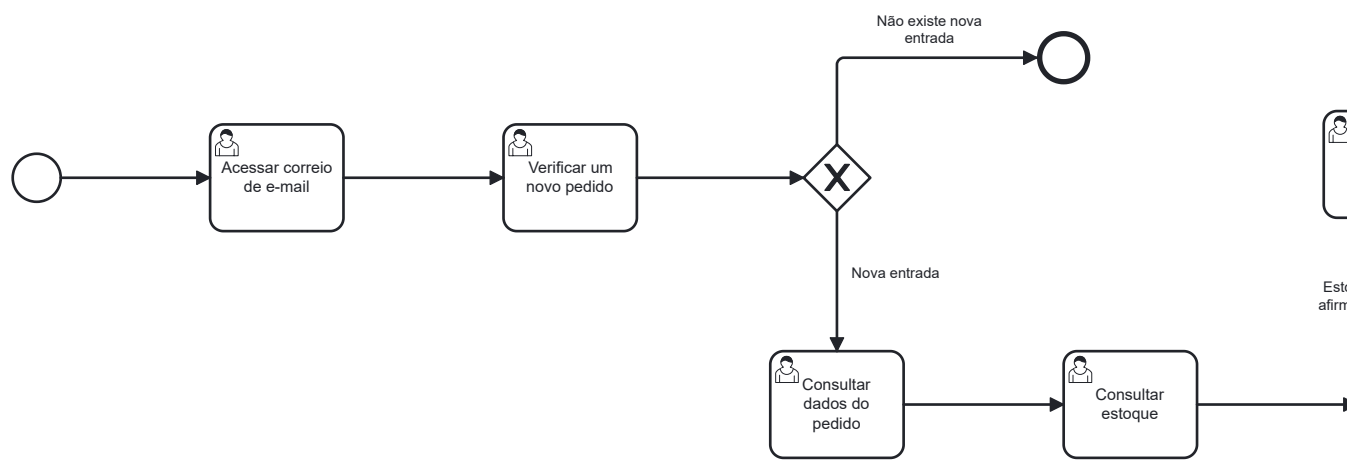 Não existe nova
entrada
Acessar correio
de e-mail
Verificar um
novo pedido
Nova entrada
Consultar
dados do
pedido
Consultar
estoque